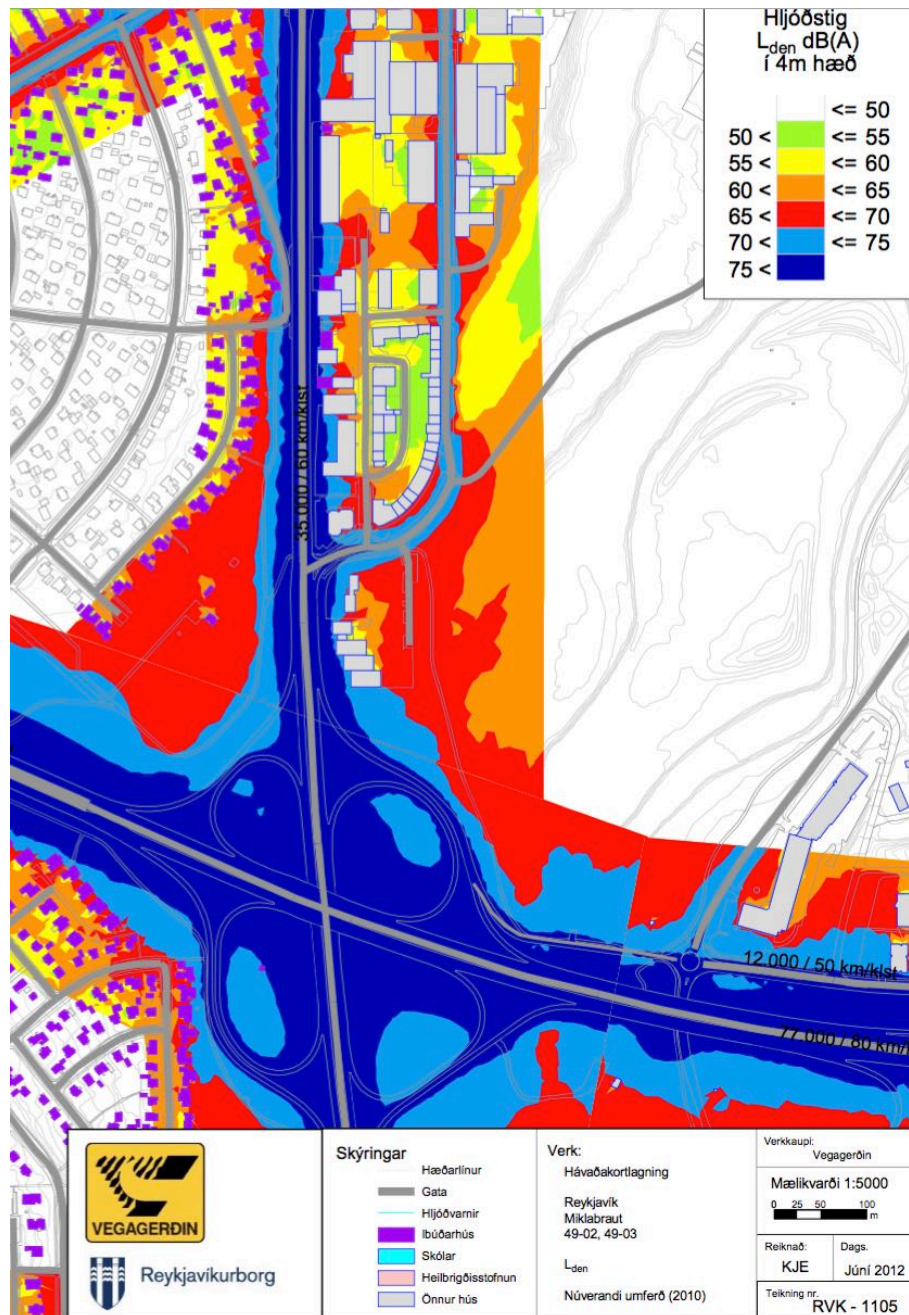 Hljóðstig
Lden dB(A)
í 4m hæð
<= 50
50 < <= 55
55 < <= 60
60 < <= 65
65 < <= 70
70 < <= 75
75 <
35.000 / 60 km/klst
12.000 / 50 km/klst
77.000 / 80 km/
VEGAGERÐIN
Reykjavíkurborg
Skýringar
Hæðarlínur
Gata
Hljóðvarnir
Íbúðarhús
Skólar
Heilbrigðisstofnun
Önnur hús
Verk:
Hávaðakortlagning
Reykjavík
Miklabraut
49-02, 49-03
Lden
Núverandi umferð (2010)
Verkkaupi:
Vegagerðin
Mælikvarði 1:5000
0 25 50 100
m
Reiknað:
KJE
Dags.
Júní 2012
Teikning nr.
RVK - 1105